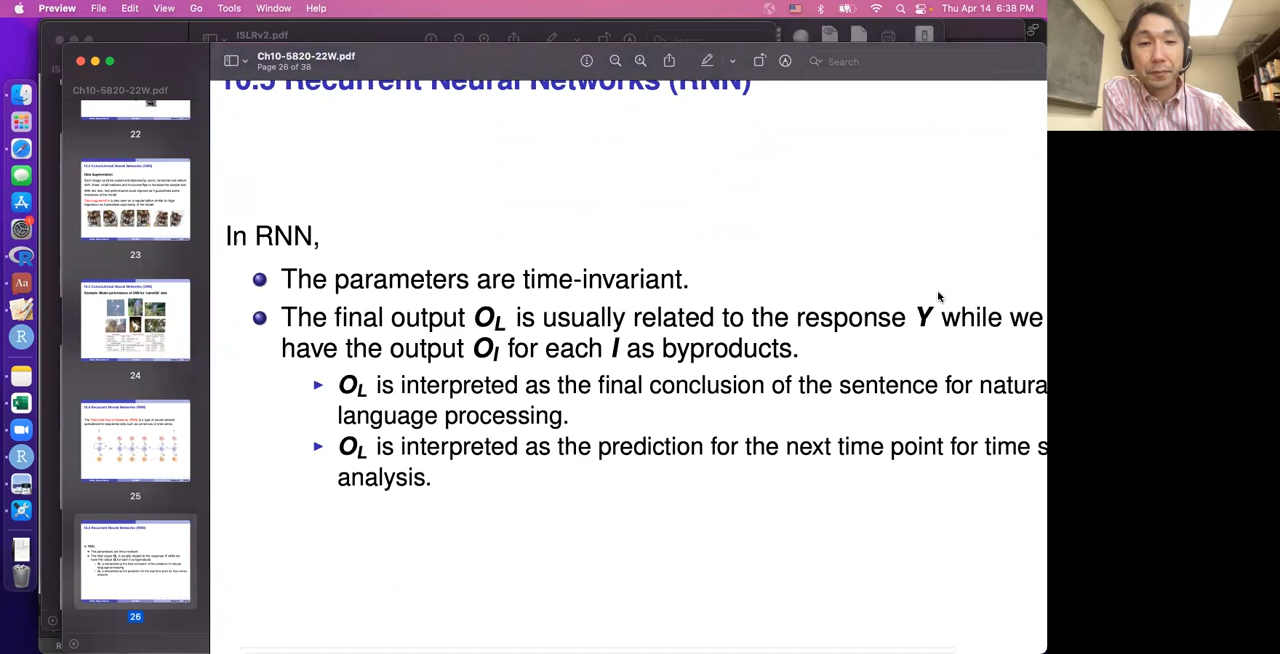 Preview File Edit View Go Tools Window Help Thu Apr 14 6:38 PM
ISLRv2.pdf
Ch10-5820-22W.pdf
Page 26 of 38
Search
Ch10-5820-22W.pdf
22
23
24
25
26
10.5 Recurrent Neural Networks (RNN)
In RNN,
The parameters are time-invariant.
The final output O_L is usually related to the response Y while we
have the output O_l for each l as byproducts.
O_L is interpreted as the final conclusion of the sentence for natura
language processing.
O_L is interpreted as the prediction for the next time point for time s
analysis.